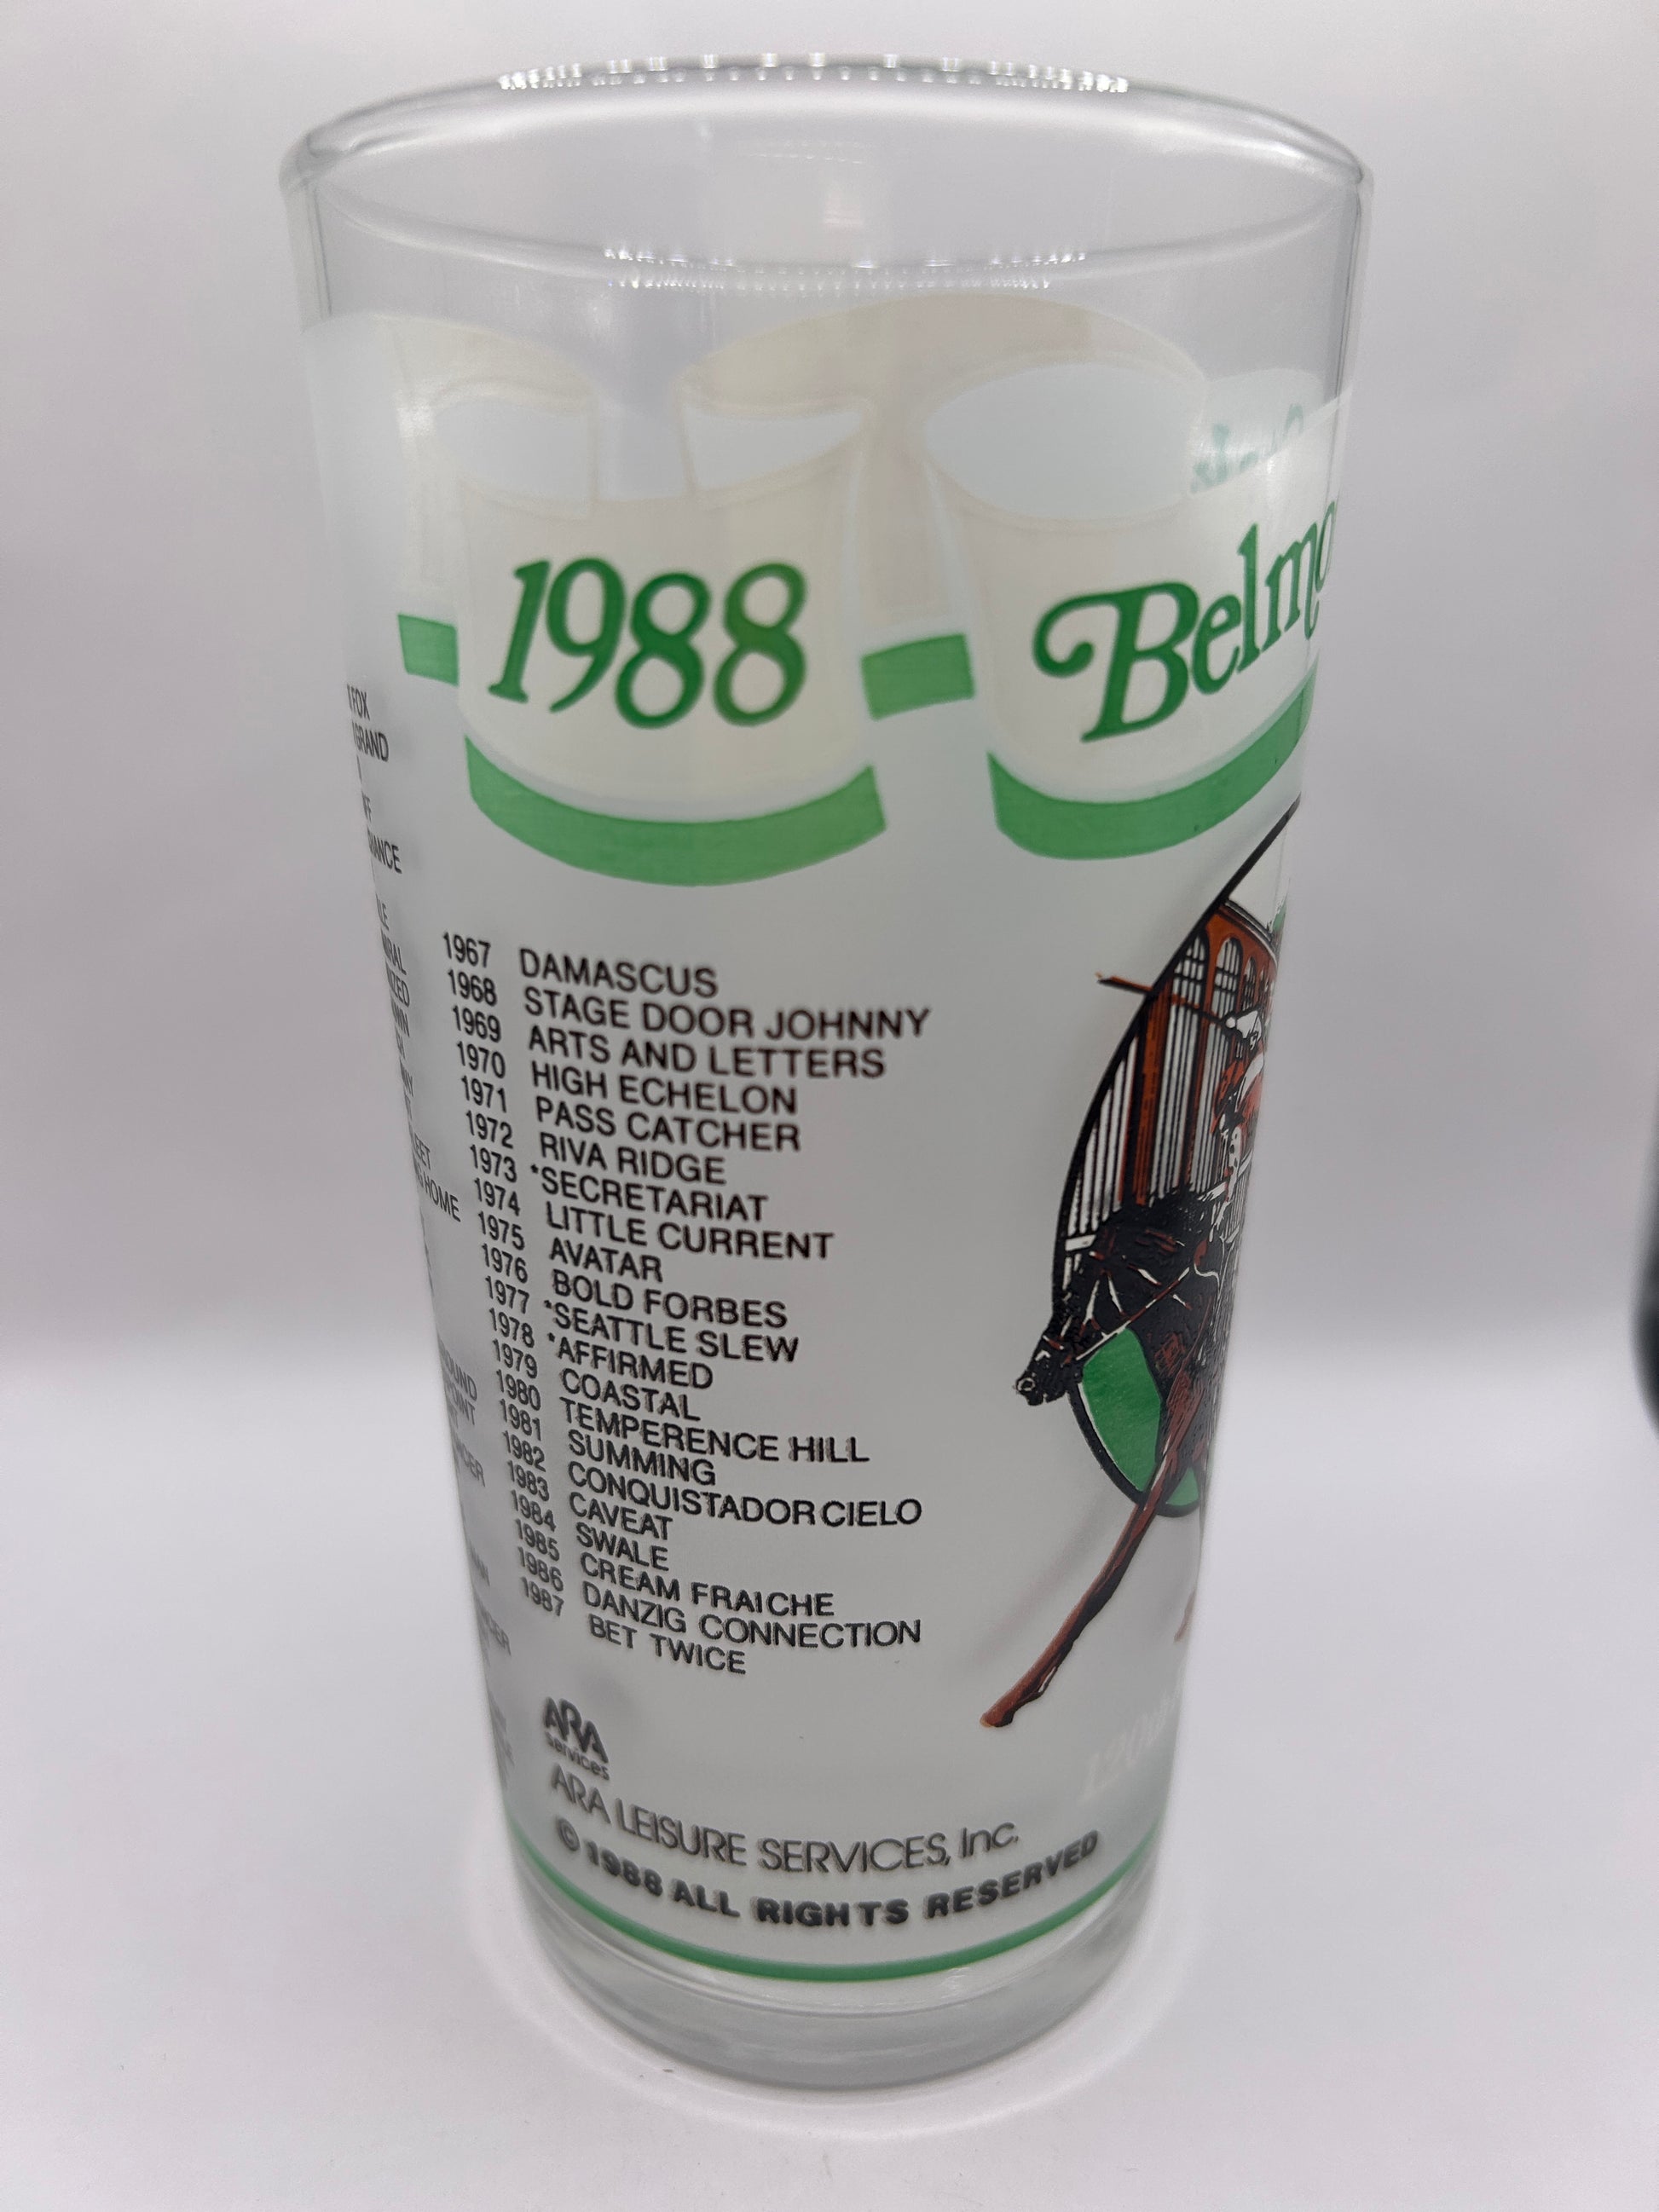 1988
Belmo
1967 DAMASCUS
1968 STAGE DOOR JOHNNY
1969 ARTS AND LETTERS
1970 HIGH ECHELON
1971 PASS CATCHER
1972 RIVA RIDGE
1973 *SECRETARIAT
1974 LITTLE CURRENT
1975 AVATAR
1976 BOLD FORBES
1977 *SEATTLE SLEW
1978 *AFFIRMED
1979 COASTAL
1980 TEMPERENCE HILL
1981 SUMMING
1982 CONQUISTADOR CIELO
1983 CAVEAT
1984 SWALE
1985 CREAM FRAICHE
1986 DANZIG CONNECTION
1987 BET TWICE
ARA
Services
ARA LEISURE SERVICES, Inc.
© 1988 ALL RIGHTS RESERVED
FOX
HOME